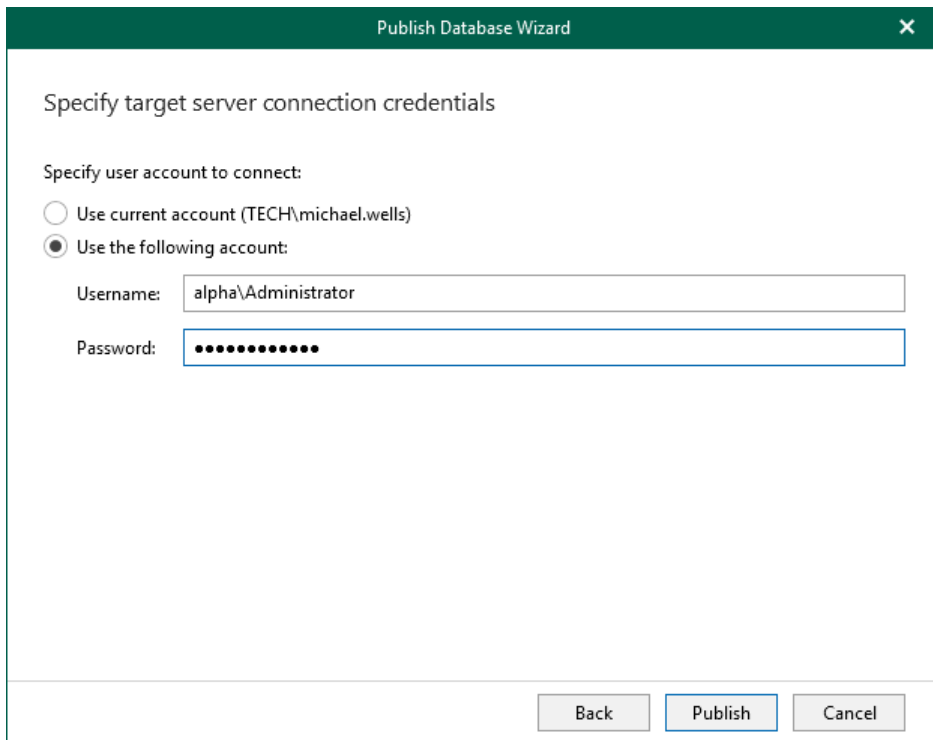 Publish Database Wizard
Specify target server connection credentials
Specify user account to connect:
Use current account (TECH\michael.wells)
Use the following account:
Username: alpha\Administrator
Password: ●●●●●●●●●●●●
Back Publish Cancel